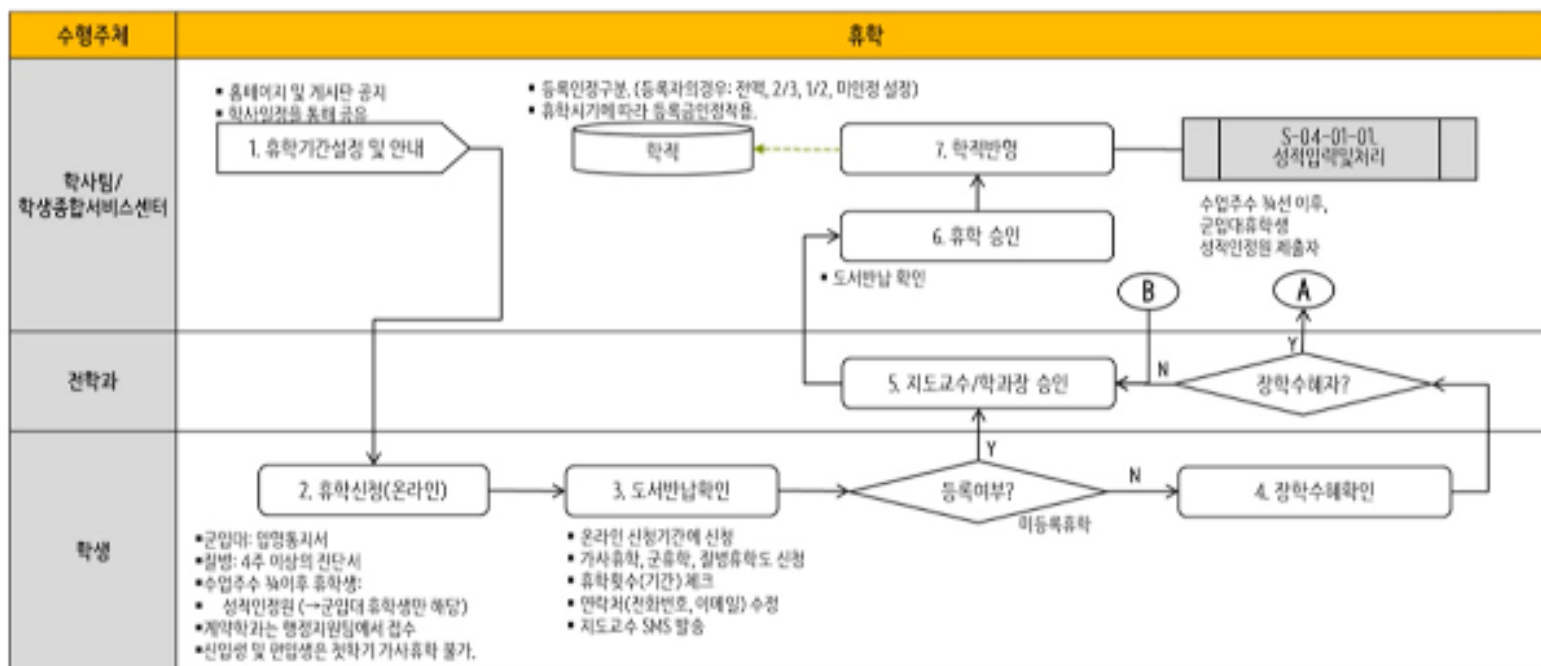 수형주체
휴학
학사팀/
학생종합서비스센터
▪ 홈페이지 및 게시판 공지
▪ 학사일정을 통해 공유
1. 휴학기간설정 및 안내
▪ 등록인정구분. (등록자의경우: 전액, 2/3, 1/2, 미인정 설정)
▪ 휴학시기에 따라 등록금인정적용.
학적
7. 학적반형
S-04-01-01.
성적입력및처리
수업주수 ¾선 이후,
군입대휴학생
성적인정원 제출자
6. 휴학 승인
▪ 도서반납 확인
B
A
전학과
5. 지도교수/학과장 승인
N
Y
장학수혜자?
학생
2. 휴학신청(온라인)
3. 도서반납확인
Y
등록여부?
N
미등록휴학
4. 장학수혜확인
▪군입대: 입형통지서
▪질병: 4주 이상의 진단서
▪수업주수 ¾이후 휴학생:
▪ 성적인정원 (→군입대 휴학생만 해당)
▪계약학과는 행정지원팀에서 접수
▪신입생 및 편입생은 첫학기 가사휴학 불가.
▪ 온라인 신청기간에 신청
▪ 가사휴학, 군휴학, 질병휴학도 신청
▪ 휴학횟수(기간) 체크
▪ 연락처(전화번호, 이메일) 수정
▪ 지도교수 SMS 발송